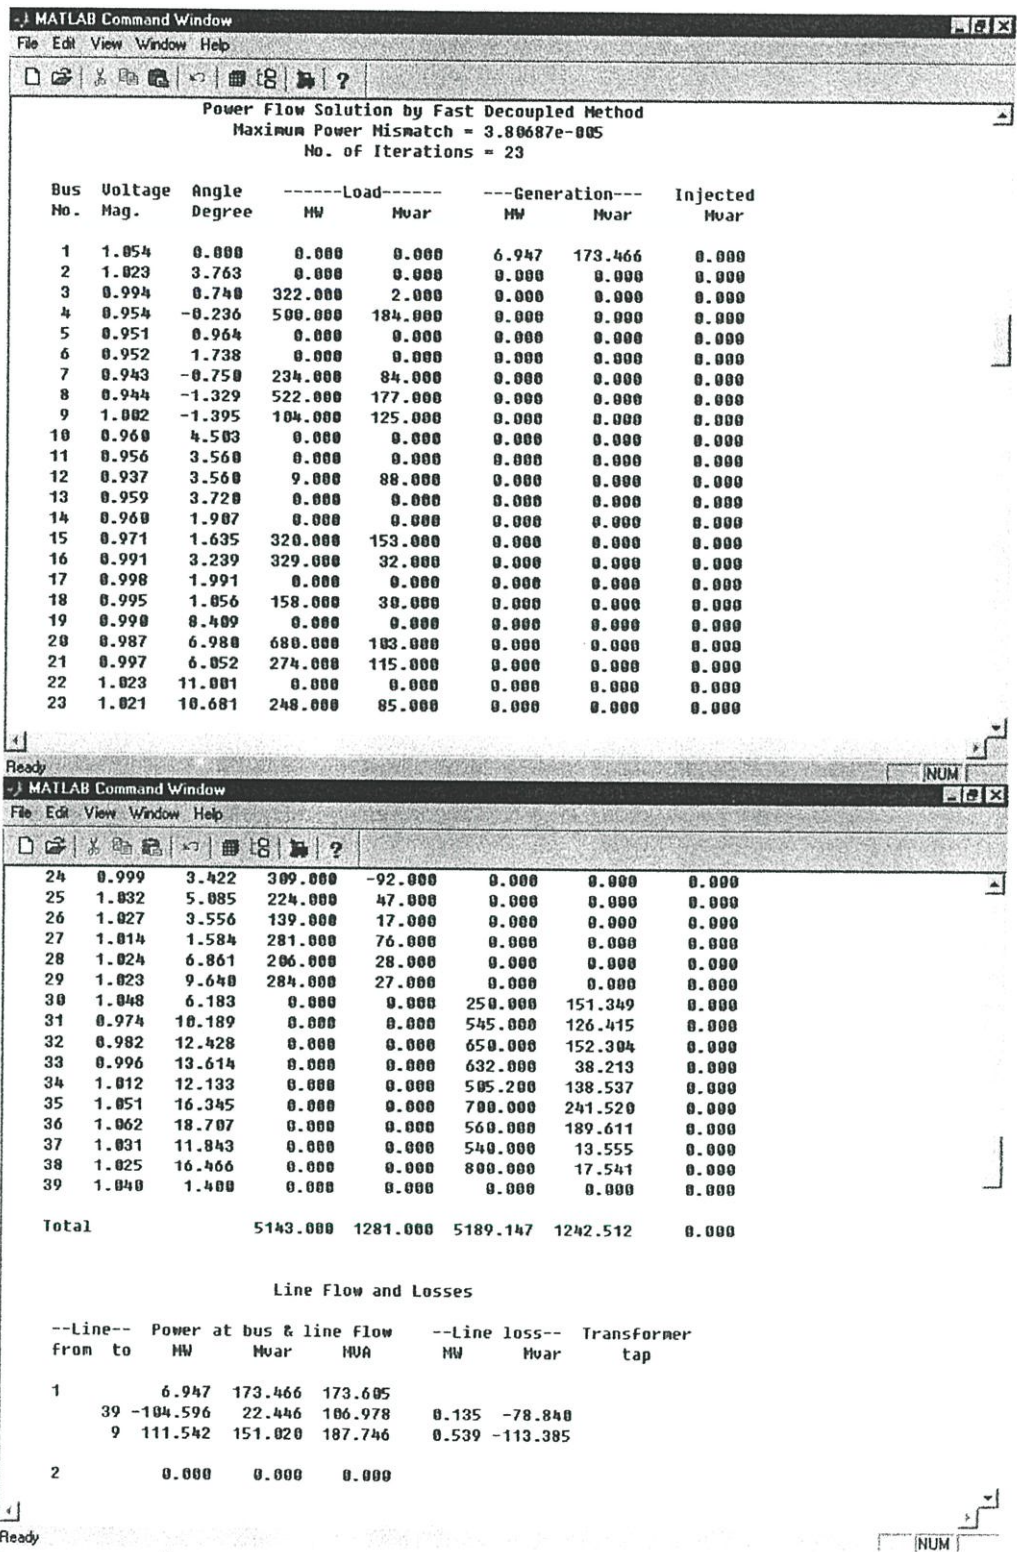 MATLAB Command Window
File Edit View Window Help
?
Power Flow Solution by Fast Decoupled Method
Maximum Power Mismatch = 3.80687e-005
No. of Iterations = 23
Bus Voltage Angle ------Load------ ---Generation--- Injected
No. Mag. Degree MW Mvar MW Mvar Mvar
1 1.054 0.000 0.000 0.000 6.947 173.466 0.000
2 1.023 3.763 0.000 0.000 0.000 0.000 0.000
3 0.994 0.740 322.000 2.000 0.000 0.000 0.000
4 0.954 -0.236 500.000 184.000 0.000 0.000 0.000
5 0.951 0.964 0.000 0.000 0.000 0.000 0.000
6 0.952 1.738 0.000 0.000 0.000 0.000 0.000
7 0.943 -0.750 234.000 84.000 0.000 0.000 0.000
8 0.944 -1.329 522.000 177.000 0.000 0.000 0.000
9 1.002 -1.395 104.000 125.000 0.000 0.000 0.000
10 0.960 4.503 0.000 0.000 0.000 0.000 0.000
11 0.956 3.560 0.000 0.000 0.000 0.000 0.000
12 0.937 3.560 9.000 88.000 0.000 0.000 0.000
13 0.959 3.720 0.000 0.000 0.000 0.000 0.000
14 0.960 1.907 0.000 0.000 0.000 0.000 0.000
15 0.971 1.635 320.000 153.000 0.000 0.000 0.000
16 0.991 3.239 329.000 32.000 0.000 0.000 0.000
17 0.998 1.991 0.000 0.000 0.000 0.000 0.000
18 0.995 1.056 158.000 30.000 0.000 0.000 0.000
19 0.990 8.409 0.000 0.000 0.000 0.000 0.000
20 0.987 6.980 680.000 103.000 0.000 0.000 0.000
21 0.997 6.052 274.000 115.000 0.000 0.000 0.000
22 1.023 11.001 0.000 0.000 0.000 0.000 0.000
23 1.021 10.681 248.000 85.000 0.000 0.000 0.000
Ready NUM
MATLAB Command Window
File Edit View Window Help
?
24 0.999 3.422 309.000 -92.000 0.000 0.000 0.000
25 1.032 5.085 224.000 47.000 0.000 0.000 0.000
26 1.027 3.556 139.000 17.000 0.000 0.000 0.000
27 1.014 1.584 281.000 76.000 0.000 0.000 0.000
28 1.024 6.861 206.000 28.000 0.000 0.000 0.000
29 1.023 9.640 284.000 27.000 0.000 0.000 0.000
30 1.048 6.183 0.000 0.000 250.000 151.349 0.000
31 0.974 10.189 0.000 0.000 545.000 126.415 0.000
32 0.982 12.428 0.000 0.000 650.000 152.304 0.000
33 0.996 13.614 0.000 0.000 632.000 38.213 0.000
34 1.012 12.133 0.000 0.000 505.200 138.537 0.000
35 1.051 16.345 0.000 0.000 700.000 241.520 0.000
36 1.062 18.707 0.000 0.000 560.000 189.611 0.000
37 1.031 11.843 0.000 0.000 540.000 13.555 0.000
38 1.025 16.466 0.000 0.000 800.000 17.541 0.000
39 1.040 1.400 0.000 0.000 0.000 0.000 0.000
Total 5143.000 1281.000 5189.147 1242.512 0.000
Line Flow and Losses
--Line-- Power at bus & line flow --Line loss-- Transformer
from to MW Mvar MVA MW Mvar tap
1 6.947 173.466 173.605
39 -104.596 22.446 106.978 0.135 -78.840
9 111.542 151.020 187.746 0.539 -113.385
2 0.000 0.000 0.000
Ready NUM